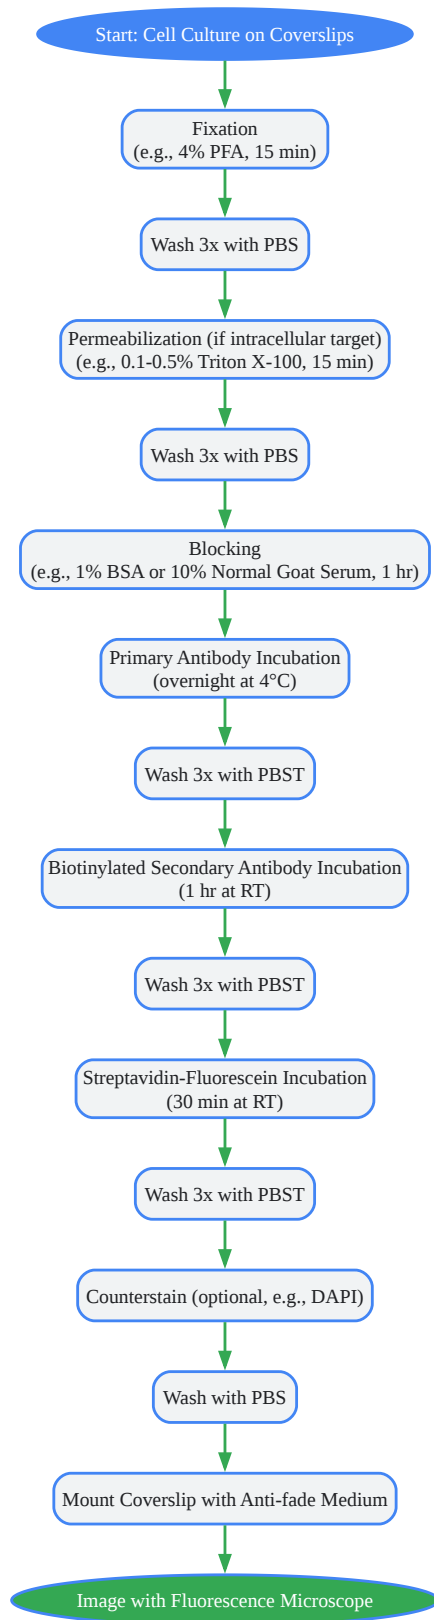 Start: Cell Culture on Coverslips
Fixation
(e.g., 4% PFA, 15 min)
Wash 3x with PBS
Permeabilization (if intracellular target)
(e.g., 0.1-0.5% Triton X-100, 15 min)
Wash 3x with PBS
Blocking
(e.g., 1% BSA or 10% Normal Goat Serum, 1 hr)
Primary Antibody Incubation
(overnight at 4°C)
Wash 3x with PBST
Biotinylated Secondary Antibody Incubation
(1 hr at RT)
Wash 3x with PBST
Streptavidin-Fluorescein Incubation
(30 min at RT)
Wash 3x with PBST
Counterstain (optional, e.g., DAPI)
Wash with PBS
Mount Coverslip with Anti-fade Medium
Image with Fluorescence Microscope